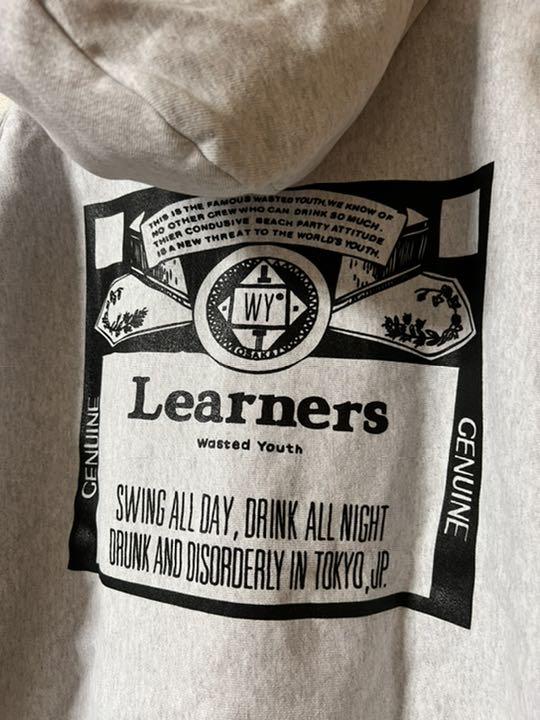 THIS IS THE FAMOUS WASTED YOUTH, WE KNOW OF
NO OTHER CREW WHO CAN DRINK SO MUCH.
THIER CONDUSIVE BEACH PARTY ATTITUDE
IS A NEW THREAT TO THE WORLD'S YOUTH.
WY
OSAKA
Learners
Wasted Youth
GENUINE
GENUINE
SWING ALL DAY, DRINK ALL NIGHT
DRUNK AND DISORDERLY IN TOKYO, JP.